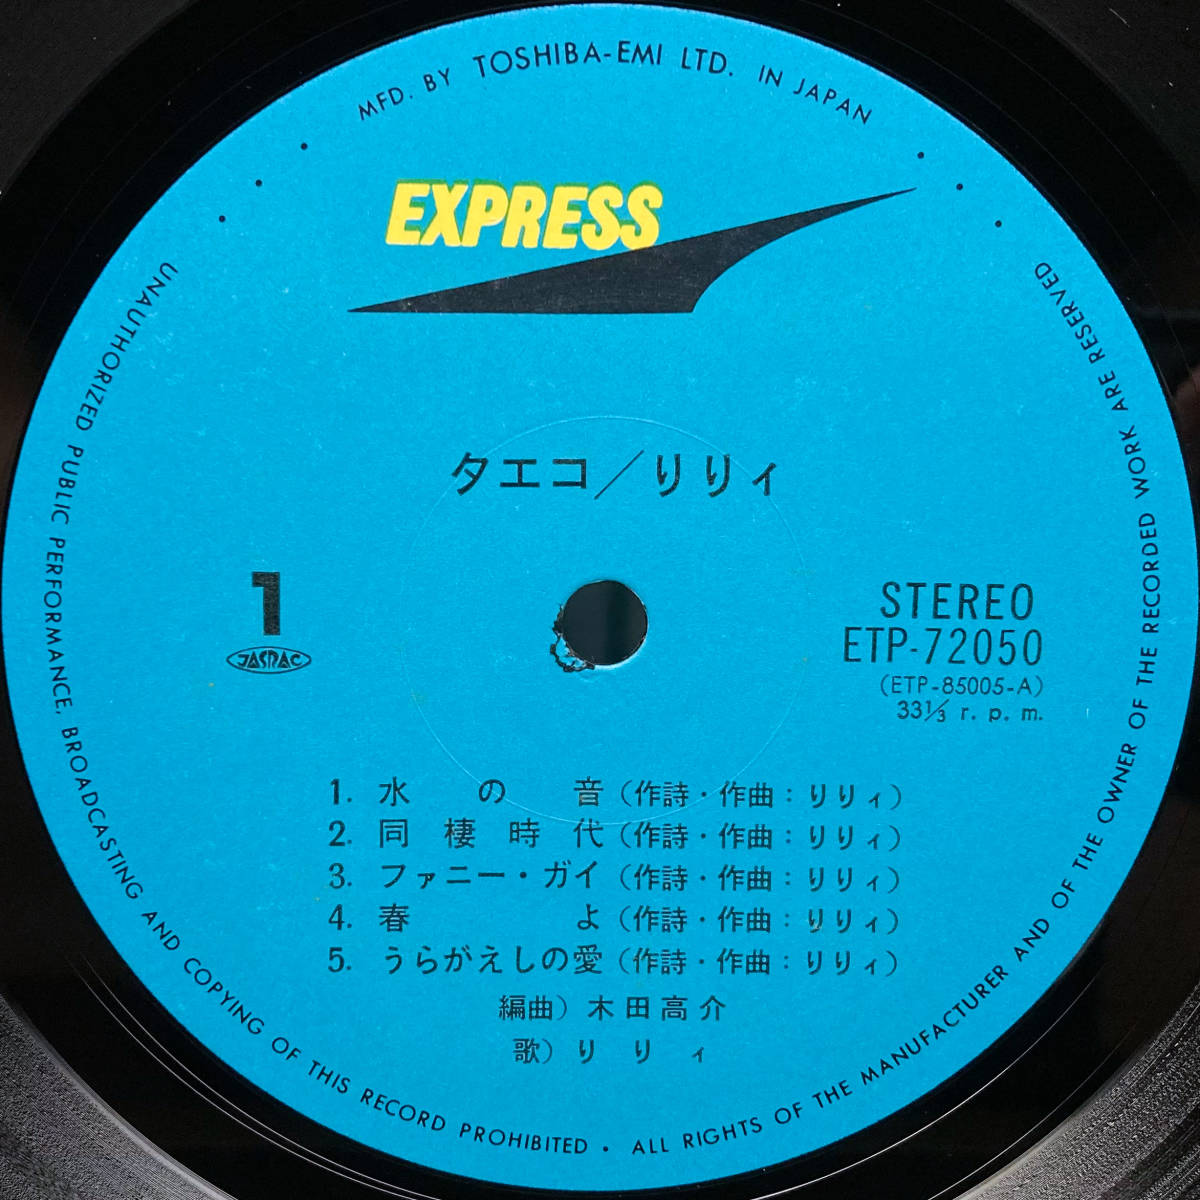 MFD. BY TOSHIBA-EMI LTD. IN JAPAN
EXPRESS
タエコ/りりィ
1
JASRAC
STEREO
ETP-72050
(ETP-85005-A)
33⅓ r. p. m.
1. 水の音(作詩・作曲:りりィ)
2. 同棲時代(作詩・作曲:りりィ)
3. ファニー・ガイ(作詩・作曲:りりィ)
4. 春よ(作詩・作曲:りりィ)
5. うらがえしの愛(作詩・作曲:りりィ)
編曲)木田高介
歌)りりィ
UNAUTHORIZED PUBLIC PERFORMANCE, BROADCASTING AND COPYING OF THIS RECORD PROHIBITED • ALL RIGHTS OF THE MANUFACTURER AND OF THE OWNER OF THE RECORDED WORK ARE RESERVED